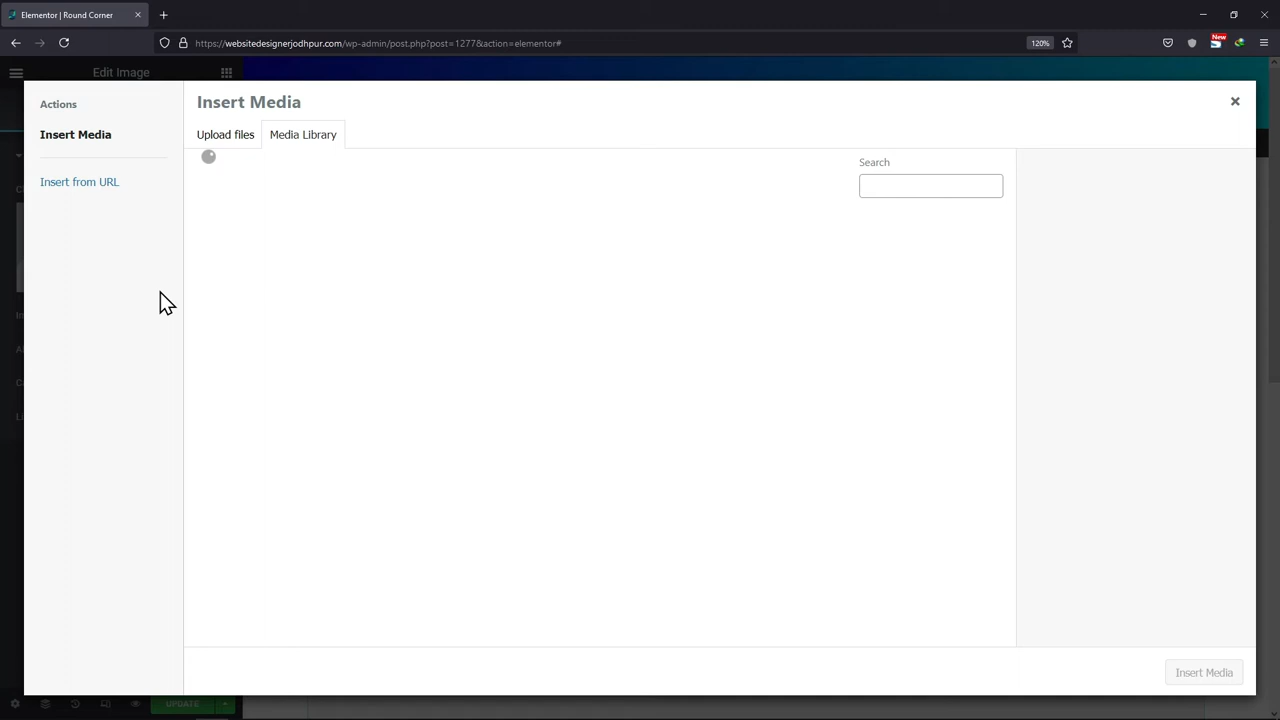 Elementor | Round Corner
https://websitedesignerjodhpur.com/wp-admin/post.php?post=1277&action=elementor#
120%
New
Edit Image
Actions
Insert Media
Insert from URL
Insert Media
Upload files
Media Library
Search
Insert Media
UPDATE